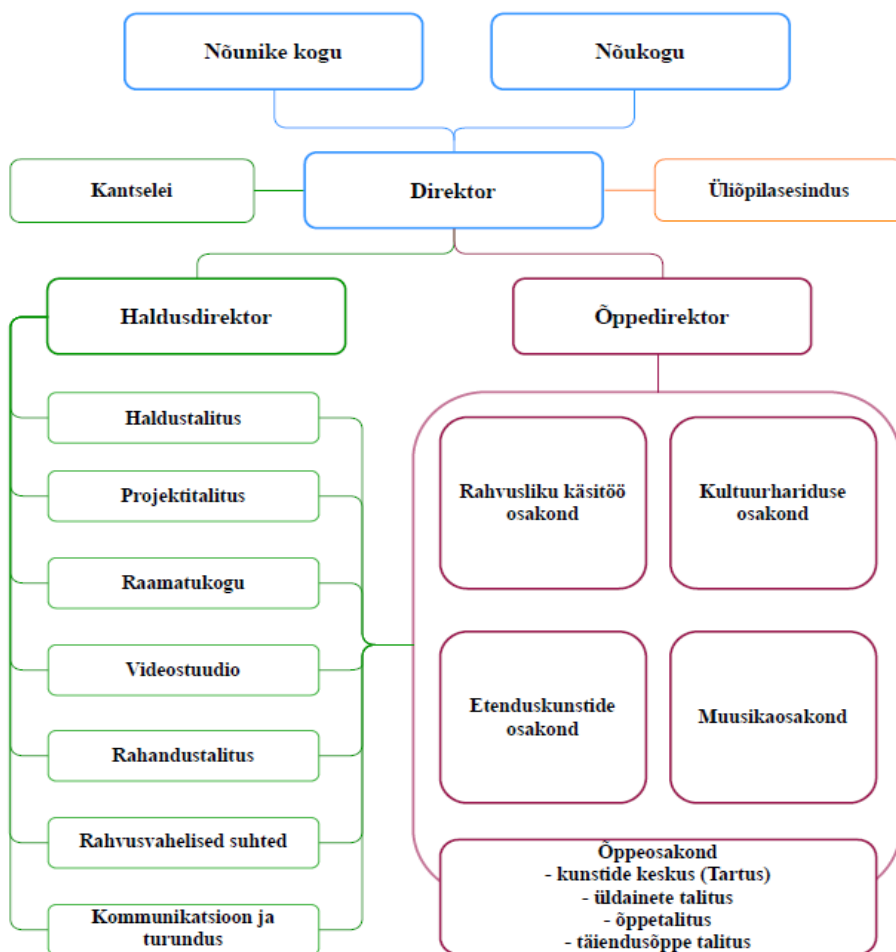 Nõunike kogu
Nõukogu
Kantselei
Direktor
Üliõpilasesindus
Haldusdirektor
Õppedirektor
Haldustalitus
Projektitalitus
Raamatukogu
Videostuudio
Rahandustalitus
Rahvusvahelised suhted
Kommunikatsioon ja
turundus
Rahvusliku käsitöö
osakond
Kultuurhariduse
osakond
Etenduskunstide
osakond
Muusikaosakond
Õppeosakond
- kunstide keskus (Tartus)
- üldainete talitus
- õppetalitus
- täiendusõppe talitus